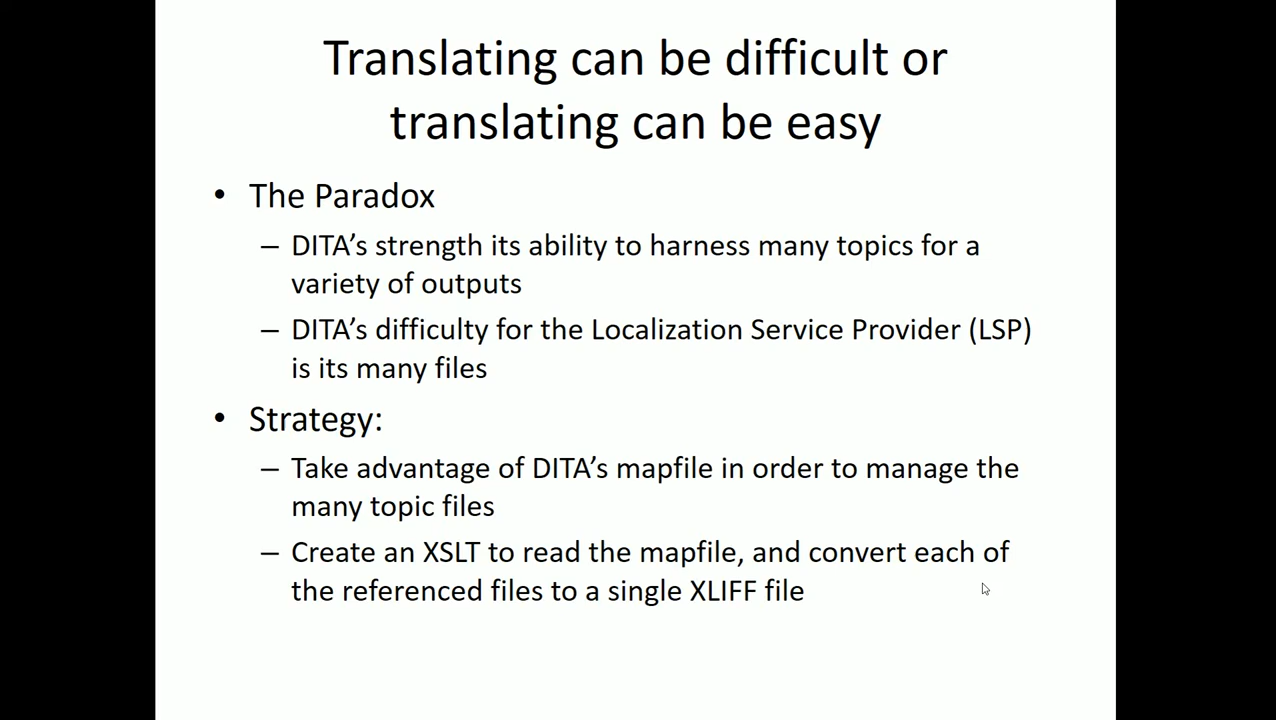 Translating can be difficult or
translating can be easy
• The Paradox
– DITA’s strength its ability to harness many topics for a
variety of outputs
– DITA’s difficulty for the Localization Service Provider (LSP)
is its many files
• Strategy:
– Take advantage of DITA’s mapfile in order to manage the
many topic files
– Create an XSLT to read the mapfile, and convert each of
the referenced files to a single XLIFF file